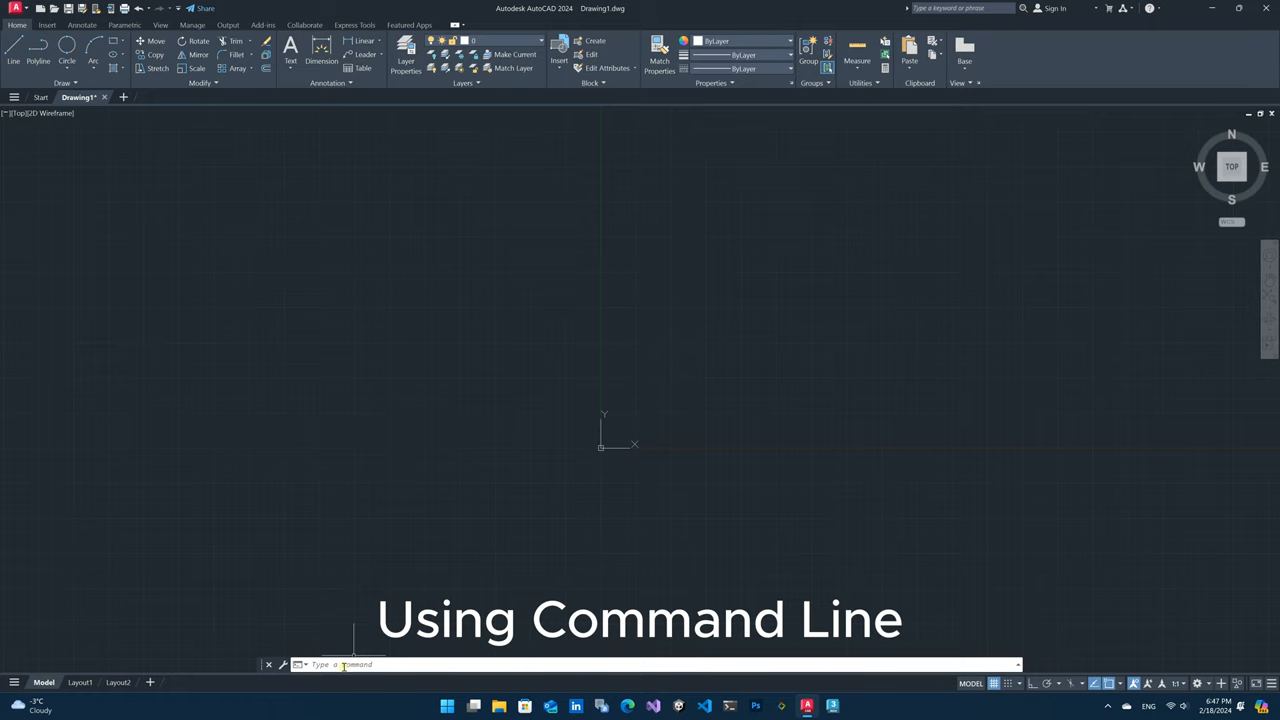 Share
Autodesk AutoCAD 2024 Drawing1.dwg
Type a keyword or phrase
Sign In
Home Insert Annotate Parametric View Manage Output Add-ins Collaborate Express Tools Featured Apps
Line
Polyline
Circle
Arc
Move
Rotate
Trim
Copy
Mirror
Fillet
Stretch
Scale
Array
Text
Dimension
Linear
Leader
Table
Layer
Properties
0
Make Current
Match Layer
Insert
Create
Edit
Edit Attributes
Match
Properties
ByLayer
ByLayer
ByLayer
Group
Measure
Paste
Base
Draw
Modify
Annotation
Layers
Block
Properties
Groups
Utilities
Clipboard
View
Start
Drawing1*
[−][Top][2D Wireframe]
N
W
TOP
E
S
WCS
Y
X
Using Command Line
Type a command
Model
Layout1
Layout2
MODEL
1:1
-3°C
Cloudy
ENG
6:47 PM
2/18/2024